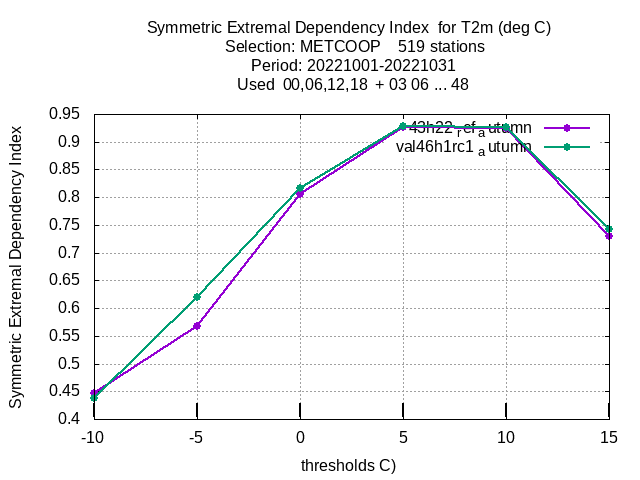 Symmetric Extremal Dependency Index for T2m (deg C)
Selection: METCOOP 519 stations
Period: 20221001-20221031
Used 00,06,12,18 + 03 06 ... 48
Symmetric Extremal Dependency Index
0.95
0.9
0.85
0.8
0.75
0.7
0.65
0.6
0.55
0.5
0.45
0.4
43h22ref autumn
val46h1rc1autumn
-10 -5 0 5 10 15
thresholds C)